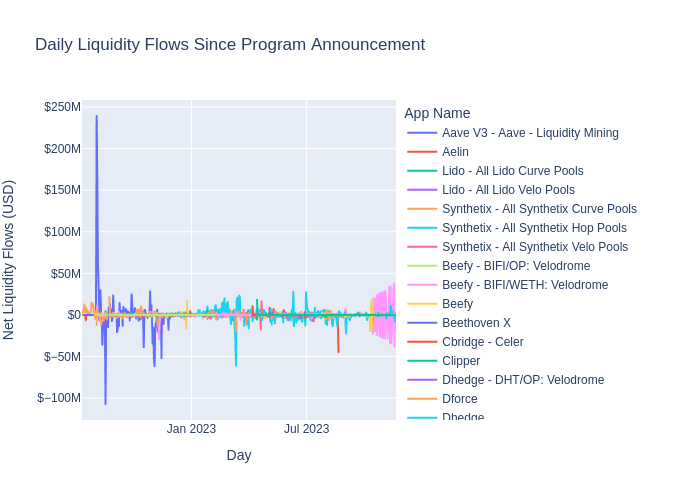 Daily Liquidity Flows Since Program Announcement
Net Liquidity Flows (USD)
$250M
$200M
$150M
$100M
$50M
$0
$−50M
$−100M
Jan 2023
Jul 2023
Day
App Name
Aave V3 - Aave - Liquidity Mining
Aelin
Lido - All Lido Curve Pools
Lido - All Lido Velo Pools
Synthetix - All Synthetix Curve Pools
Synthetix - All Synthetix Hop Pools
Synthetix - All Synthetix Velo Pools
Beefy - BIFI/OP: Velodrome
Beefy - BIFI/WETH: Velodrome
Beefy
Beethoven X
Cbridge - Celer
Clipper
Dhedge - DHT/OP: Velodrome
Dforce
Dhedge